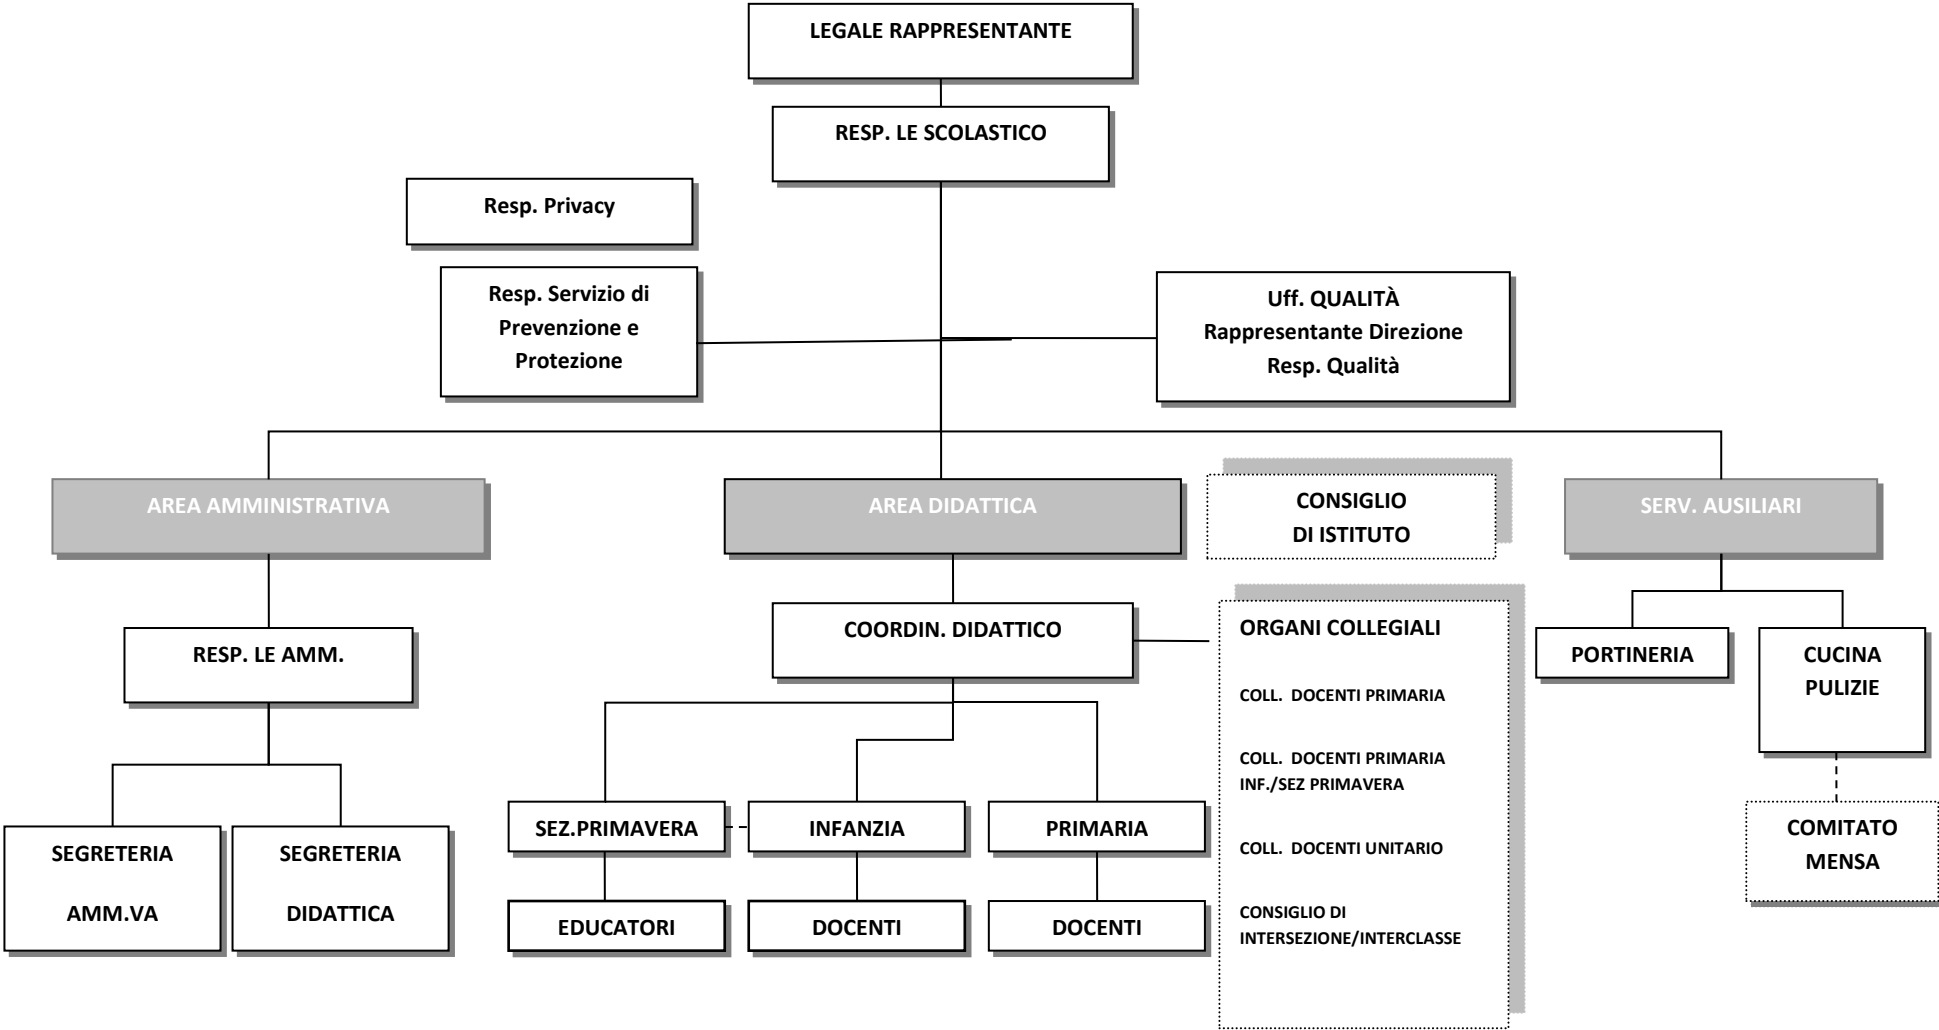 LEGALE RAPPRESENTANTE
RESP. LE SCOLASTICO
Resp. Privacy
Resp. Servizio di
Prevenzione e
Protezione
Uff. QUALITÀ
Rappresentante Direzione
Resp. Qualità
AREA AMMINISTRATIVA
AREA DIDATTICA
CONSIGLIO
DI ISTITUTO
SERV. AUSILIARI
RESP. LE AMM.
COORDIN. DIDATTICO
ORGANI COLLEGIALI
COLL. DOCENTI PRIMARIA
COLL. DOCENTI PRIMARIA
INF./SEZ PRIMAVERA
COLL. DOCENTI UNITARIO
CONSIGLIO DI
INTERSEZIONE/INTERCLASSE
PORTINERIA
CUCINA
PULIZIE
SEGRETERIA
AMM.VA
SEGRETERIA
DIDATTICA
SEZ.PRIMAVERA
INFANZIA
PRIMARIA
EDUCATORI
DOCENTI
DOCENTI
COMITATO
MENSA